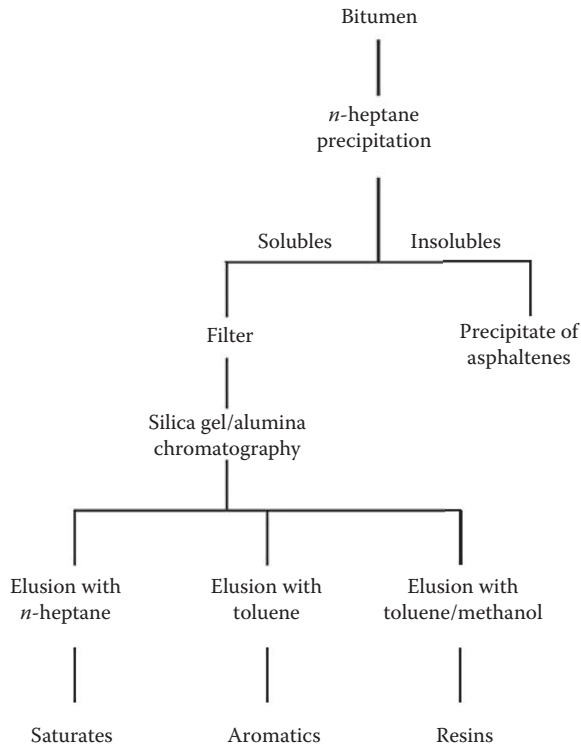 Bitumen
n-heptane
precipitation
Solubles
Insolubles
Filter
Precipitate of
asphaltenes
Silica gel/alumina
chromatography
Elusion with
n-heptane
Elusion with
toluene
Elusion with
toluene/methanol
Saturates
Aromatics
Resins